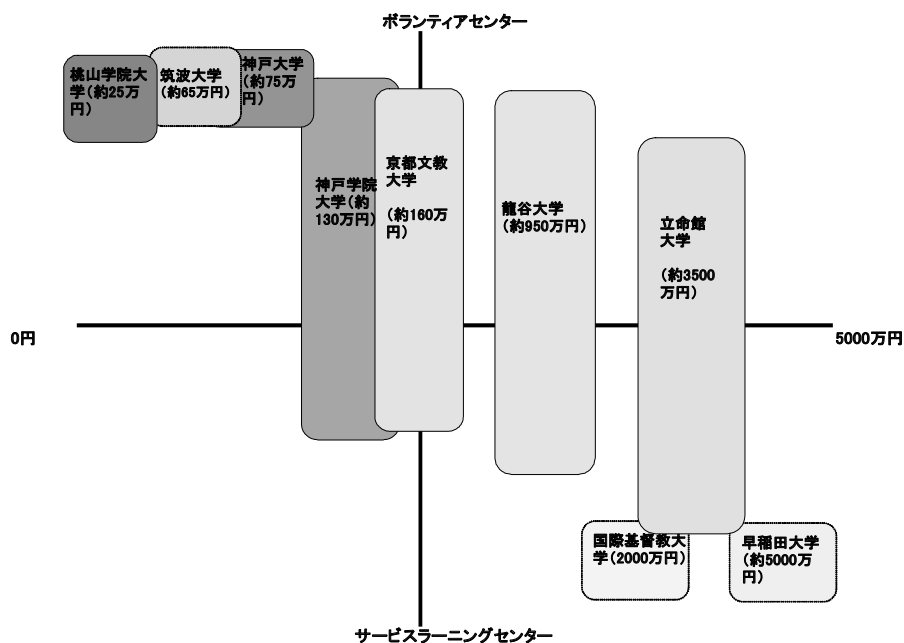 ボランティアセンター
桃山学院大
学(約25万
円)
筑波大学
(約65万円)
神戸大学
(約75万
円)
神戸学院
大学(約
130万円)
京都文教
大学
(約160万
円)
龍谷大学
(約950万円)
立命館
大学
(約3500
万円)
0円
5000万円
国際基督教大
学(2000万円)
早稲田大学
(約5000万
円)
サービスラーニングセンター